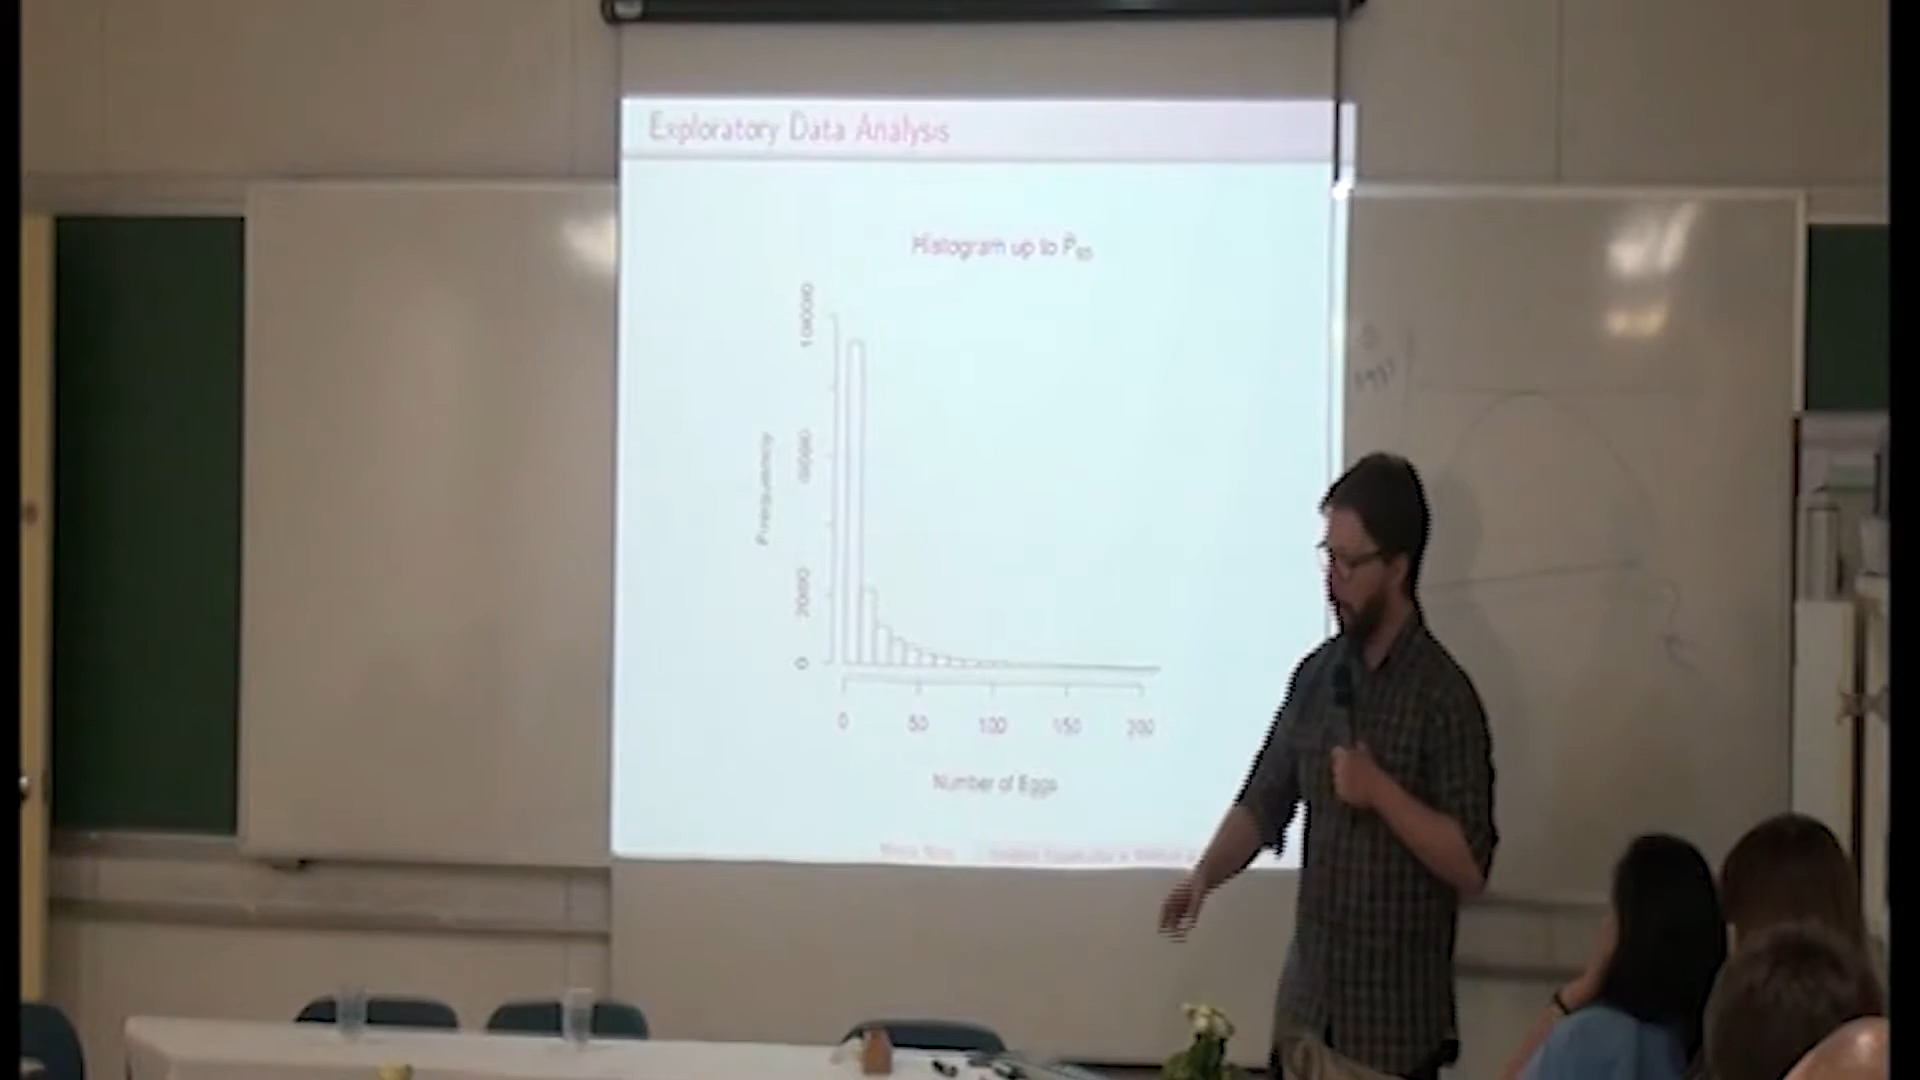 Exploratory Data Analysis
Histogram up to P95
Frequency
10000
6000
2000
0
0 50 100 150 200
Number of Eggs